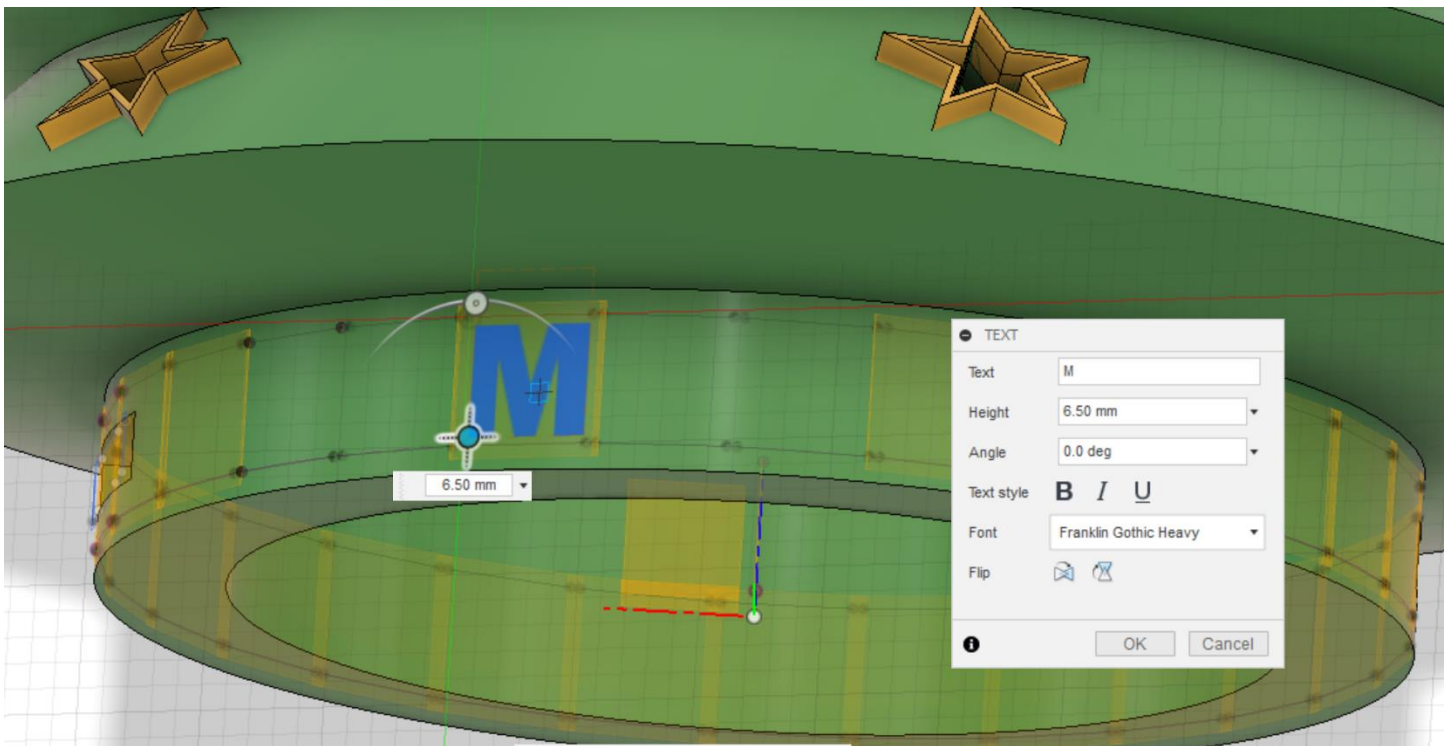 M
6.50 mm
TEXT
Text M
Height 6.50 mm
Angle 0.0 deg
Text style B I U
Font Franklin Gothic Heavy
Flip
OK Cancel